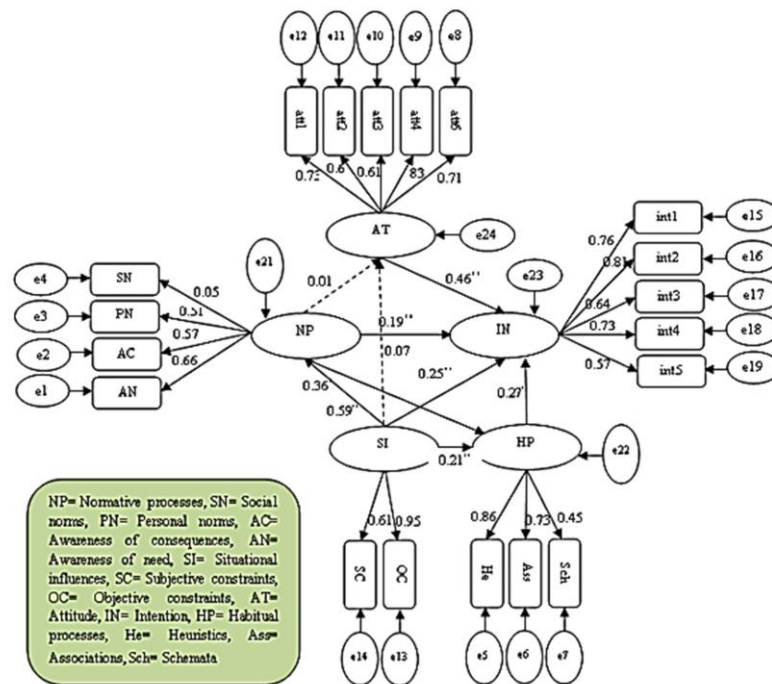 e12 e11 e10 e9 e8
att1 att2 att3 att4 att6
0.73 0.6 0.61 83 0.71
AT e24
e15
int1
0.76
e4 SN
e21
0.01
0.46''
e23
0.81 int2 e16
0.05
e3 PN
0.51
0.64 int3 e17
NP 0.19'' IN
0.57
e2 AC
0.73 int4 e18
0.66
0.07
e1 AN
0.57 int5 e19
0.36
0.25''
0.27'
0.59''
SI HP e22
0.21''
0.61 0.95 0.86 0.73 0.45
SC OC He Ass Sch
e14 e13 e5 e6 e7
NP= Normative processes, SN= Social
norms, PN= Personal norms, AC=
Awareness of consequences, AN=
Awareness of need, SI= Situational
influences, SC= Subjective constraints,
OC= Objective constraints, AT=
Attitude, IN= Intention, HP= Habitual
processes, He= Heuristics, Ass=
Associations, Sch= Schemata